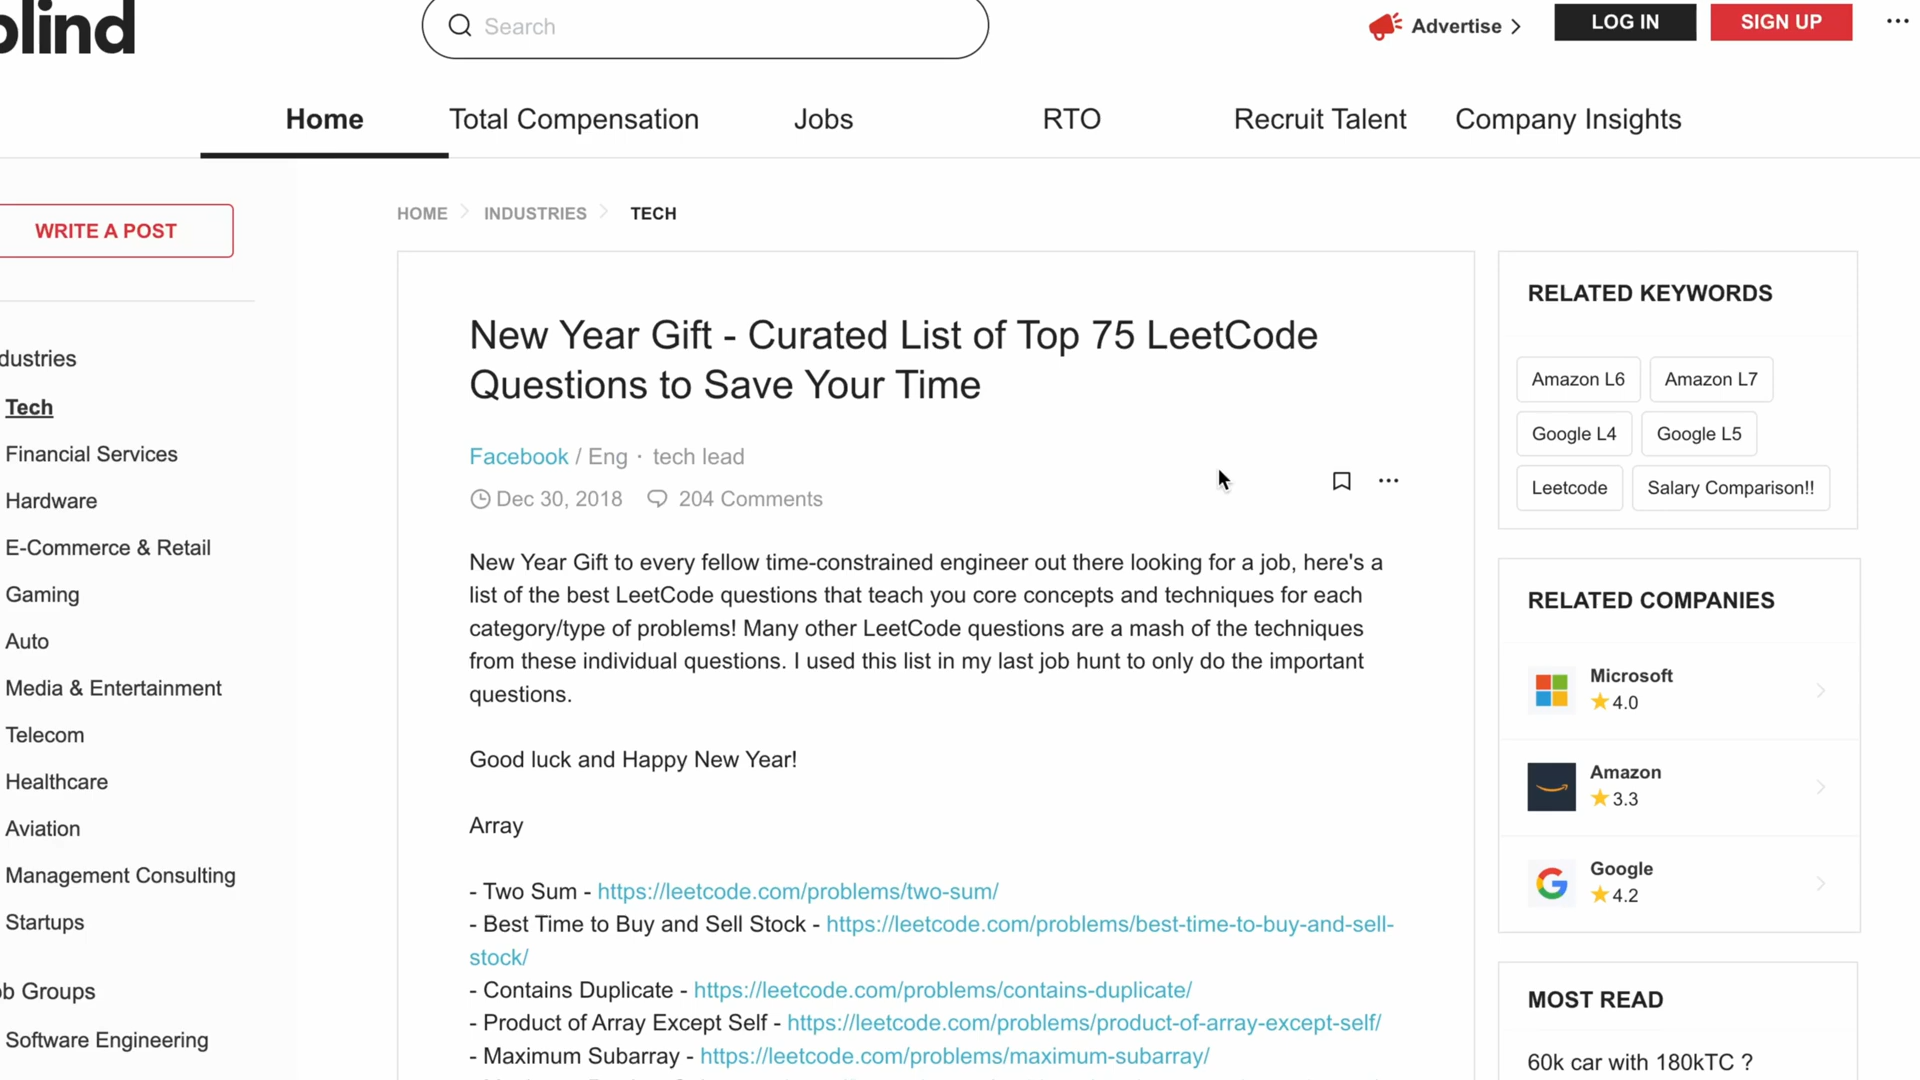 blind
Search
Advertise
LOG IN
SIGN UP
Home
Total Compensation
Jobs
RTO
Recruit Talent
Company Insights
WRITE A POST
HOME
INDUSTRIES
TECH
dustries
Tech
Financial Services
Hardware
E-Commerce & Retail
Gaming
Auto
Media & Entertainment
Telecom
Healthcare
Aviation
Management Consulting
Startups
b Groups
Software Engineering
New Year Gift - Curated List of Top 75 LeetCode
Questions to Save Your Time
Facebook / Eng · tech lead
Dec 30, 2018 204 Comments
New Year Gift to every fellow time-constrained engineer out there looking for a job, here's a
list of the best LeetCode questions that teach you core concepts and techniques for each
category/type of problems! Many other LeetCode questions are a mash of the techniques
from these individual questions. I used this list in my last job hunt to only do the important
questions.
Good luck and Happy New Year!
Array
- Two Sum - https://leetcode.com/problems/two-sum/
- Best Time to Buy and Sell Stock - https://leetcode.com/problems/best-time-to-buy-and-sell-
stock/
- Contains Duplicate - https://leetcode.com/problems/contains-duplicate/
- Product of Array Except Self - https://leetcode.com/problems/product-of-array-except-self/
- Maximum Subarray - https://leetcode.com/problems/maximum-subarray/
RELATED KEYWORDS
Amazon L6
Amazon L7
Google L4
Google L5
Leetcode
Salary Comparison!!
RELATED COMPANIES
Microsoft
4.0
Amazon
3.3
Google
4.2
MOST READ
60k car with 180kTC ?